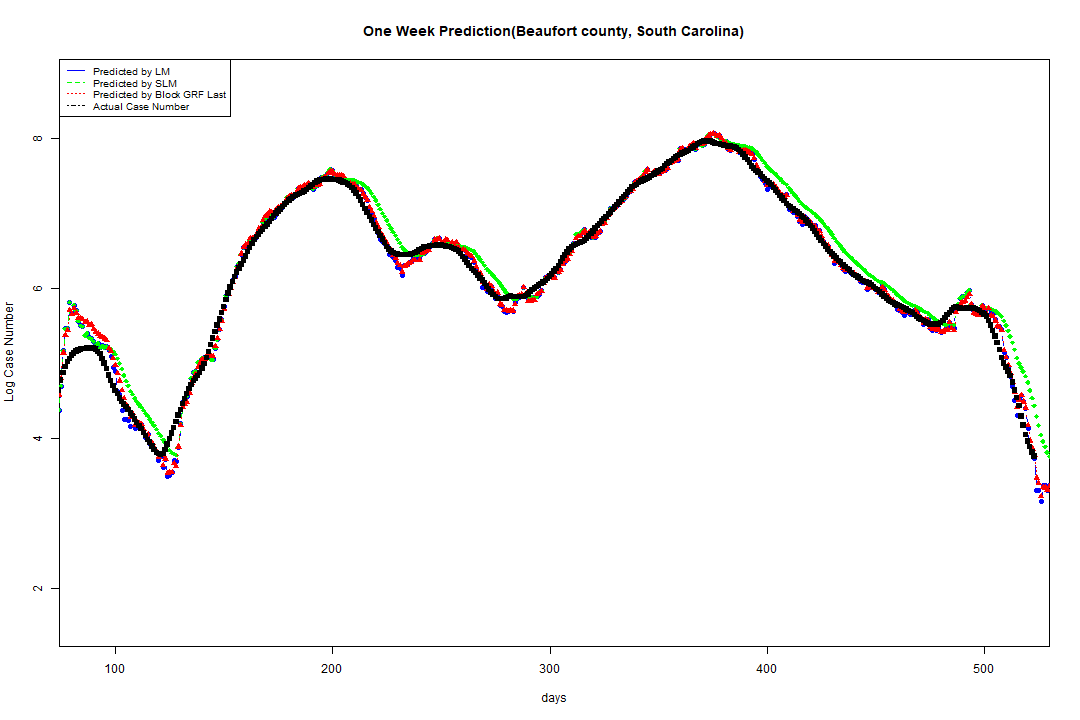 One Week Prediction(Beaufort county, South Carolina)
Predicted by LM
Predicted by SLM
Predicted by Block GRF Last
Actual Case Number
Log Case Number
8
6
4
2
100 200 300 400 500
days